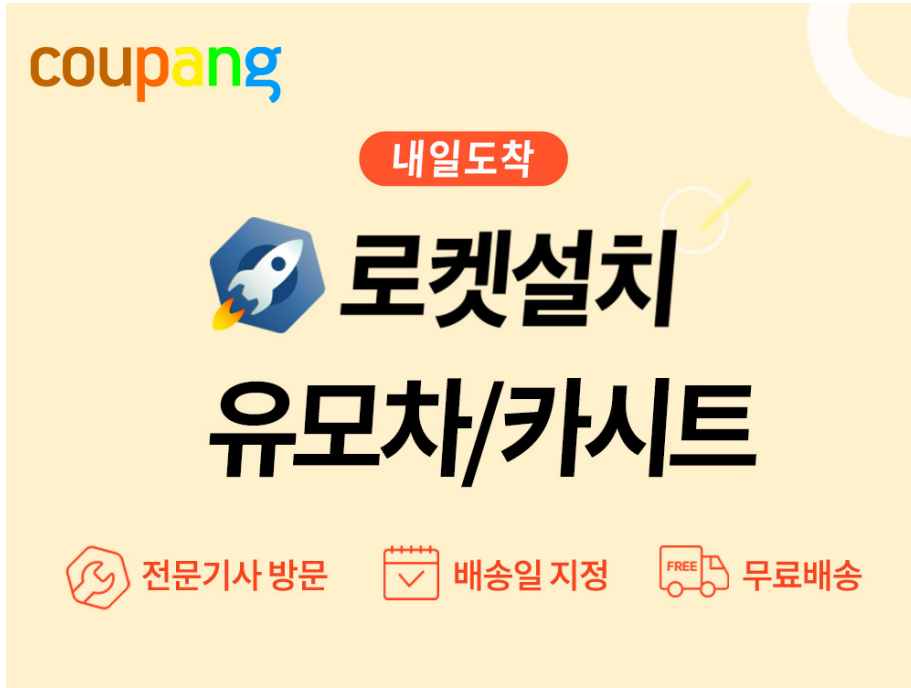 coupang
내일도착
로켓설치
유모차/카시트
전문기사 방문
배송일 지정
FREE
무료배송